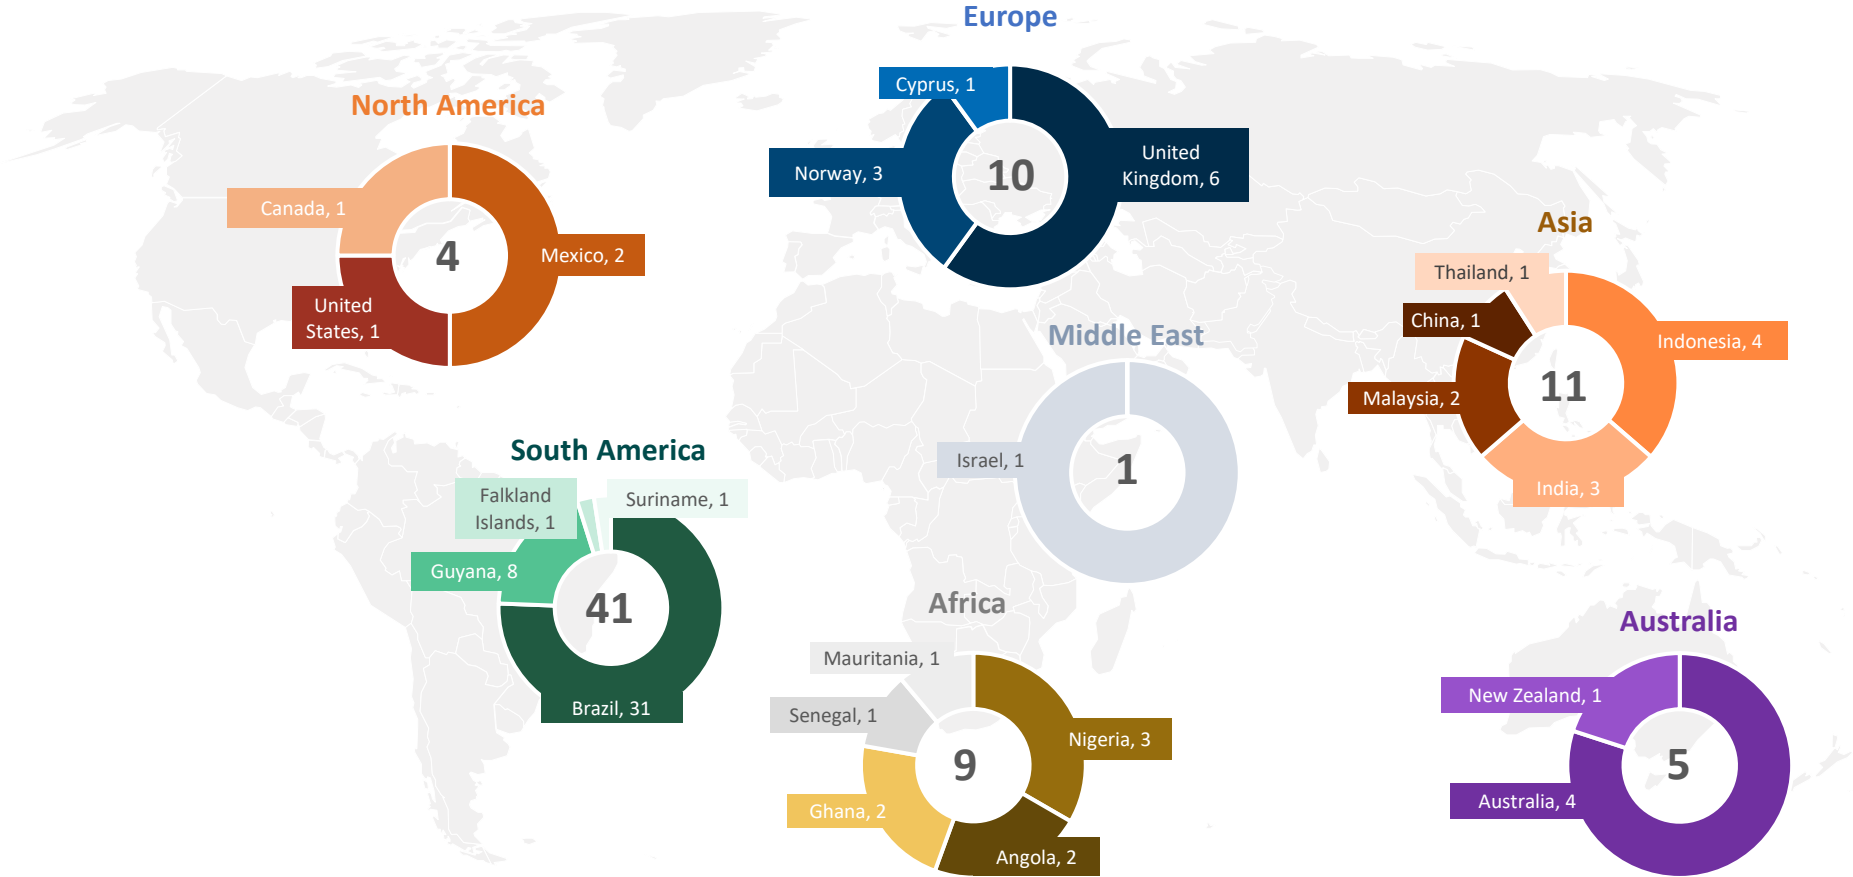 Europe
Cyprus, 1
Norway, 3
10
United
Kingdom, 6
North America
Canada, 1
4
Mexico, 2
United
States, 1
Asia
Thailand, 1
China, 1
Indonesia, 4
Malaysia, 2
11
India, 3
Middle East
Israel, 1
1
South America
Falkland
Islands, 1
Suriname, 1
Guyana, 8
41
Brazil, 31
Africa
Mauritania, 1
Senegal, 1
Nigeria, 3
9
Ghana, 2
Angola, 2
Australia
New Zealand, 1
5
Australia, 4